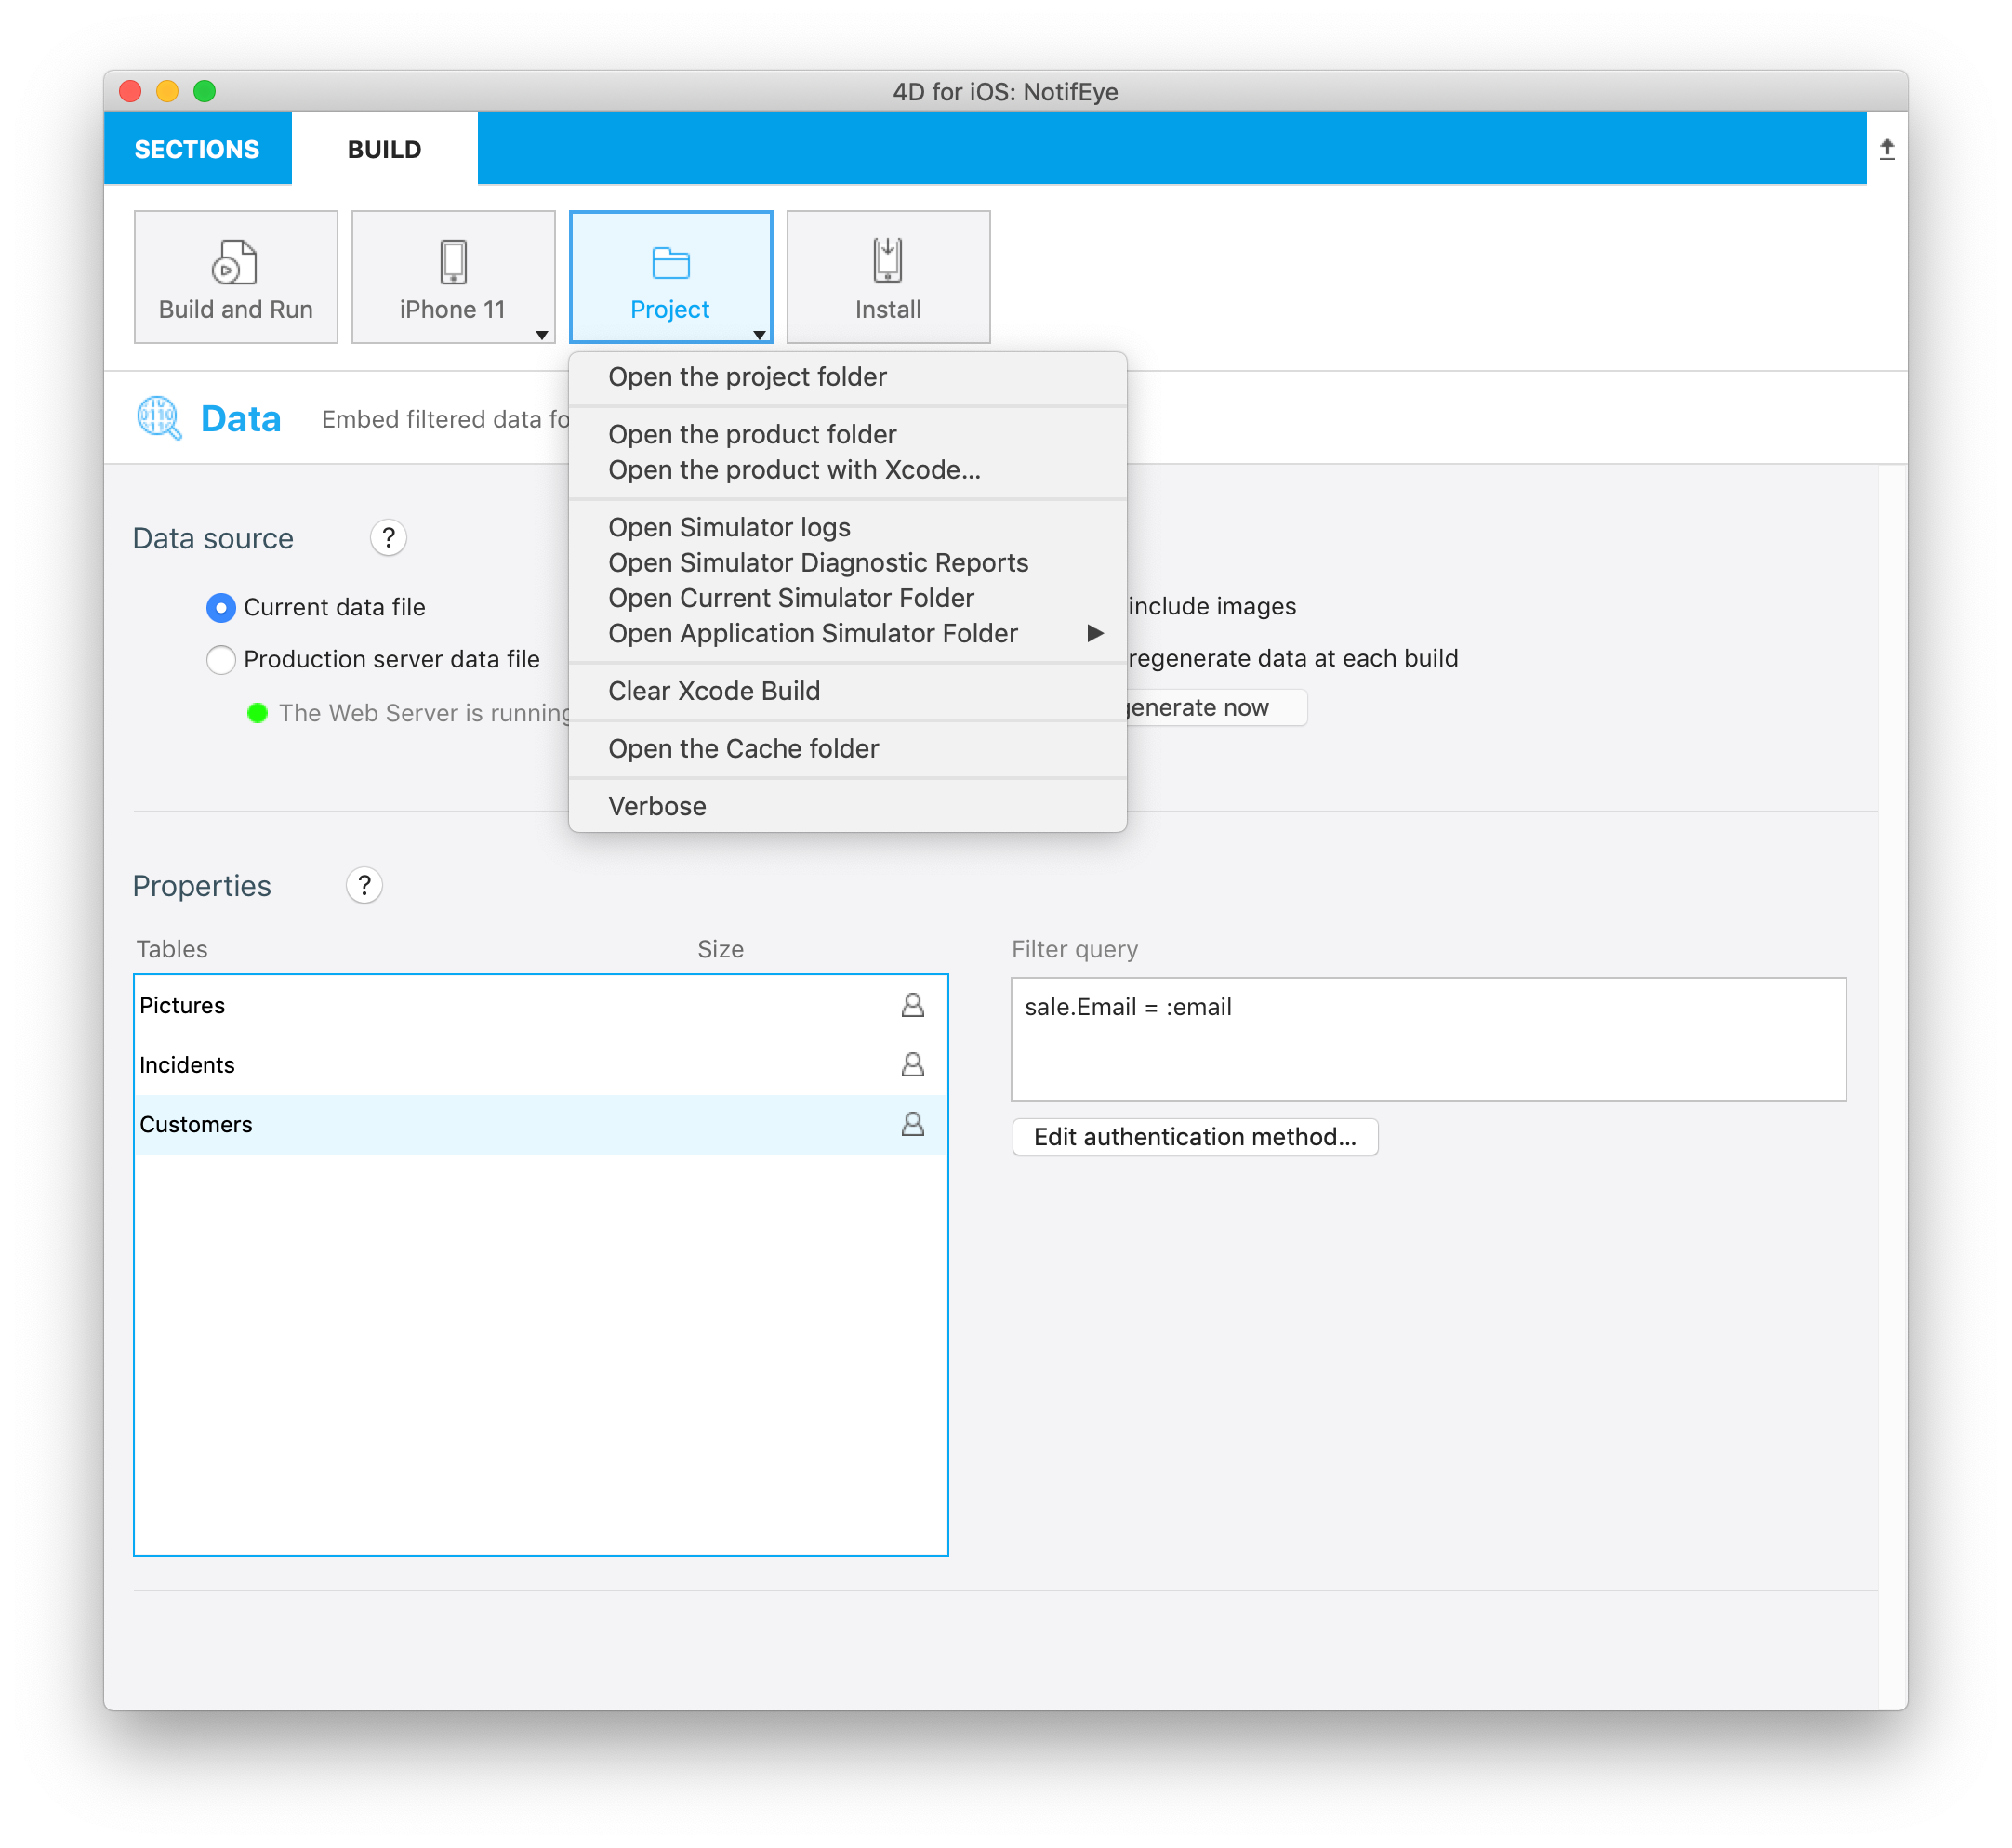 4D for iOS: NotifEye
SECTIONS BUILD
Build and Run iPhone 11 Project Install
Open the project folder
Open the product folder
Open the product with Xcode...
Open Simulator logs
Open Simulator Diagnostic Reports
Open Current Simulator Folder
Open Application Simulator Folder
Clear Xcode Build
Open the Cache folder
Verbose
Data Embed filtered data
Data source ?
Current data file
include images
Production server data file
regenerate data at each build
The Web Server is running
now
Properties ?
Tables Size
Pictures
Incidents
Customers
Filter query
sale.Email = :email
Edit authentication method...